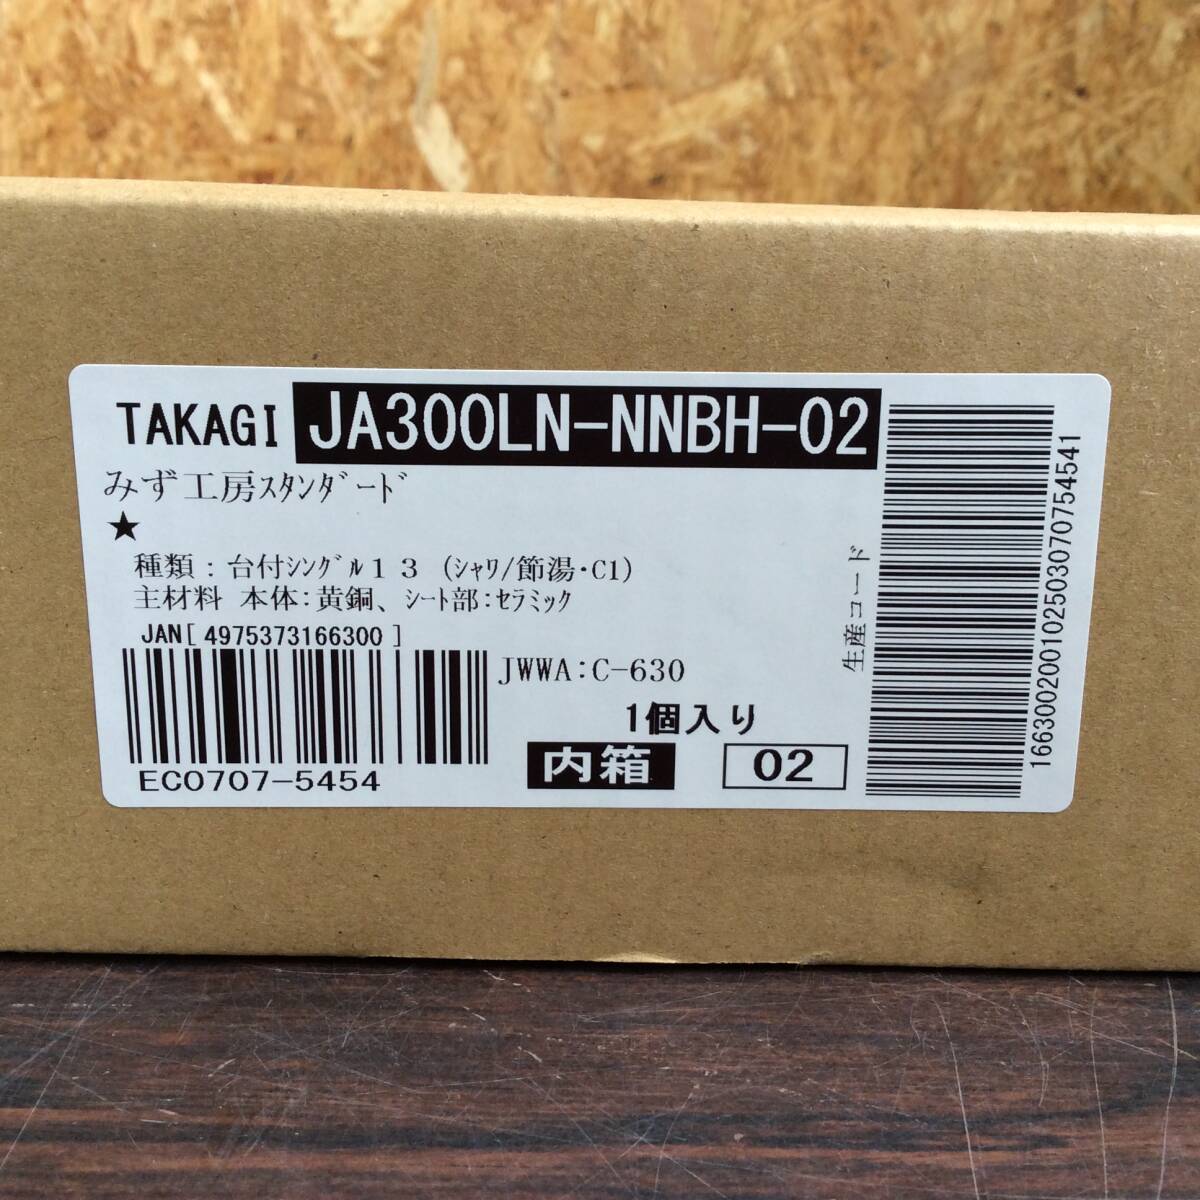 TAKAGI JA300LN-NNBH-02
みず工房ｽﾀﾝﾀﾞｰﾄﾞ
★
種類：台付ｼﾝｸﾞﾙ１３（ｼｬﾜ/節湯･C1）
主材料 本体:黄銅、ｼｰﾄ部:ｾﾗﾐｯｸ
JAN[ 4975373166300 ]
JWWA:C-630
1個入り
ECO707-5454
内箱 02
生産コード
166300200102503070754541